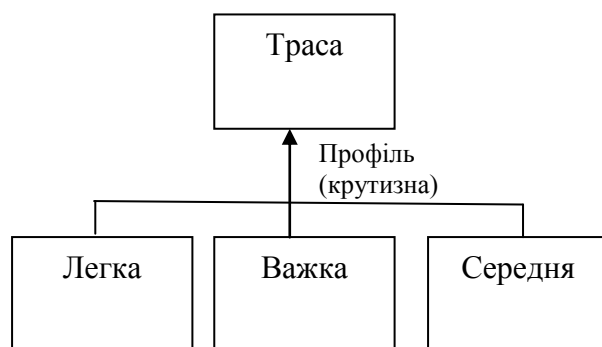 Траса
Профіль
(крутизна)
Легка
Важка
Середня